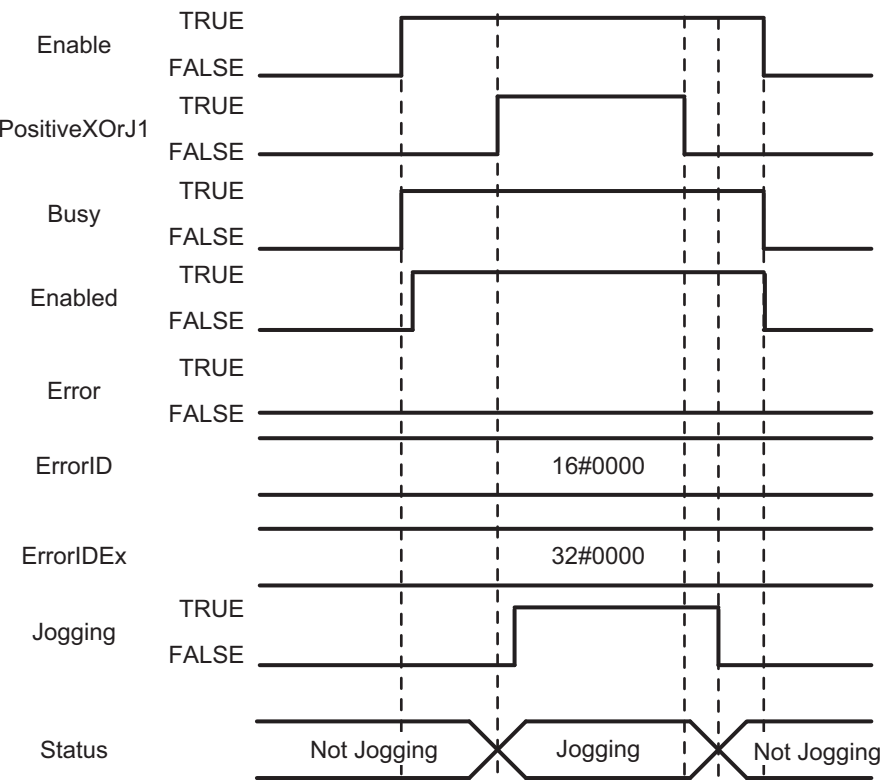 TRUE
Enable
FALSE
TRUE
PositiveXOrJ1
FALSE
TRUE
Busy
FALSE
TRUE
Enabled
FALSE
TRUE
Error
FALSE
ErrorID 16#0000
ErrorIDEx 32#0000
TRUE
Jogging
FALSE
Status Not Jogging Jogging Not Jogging